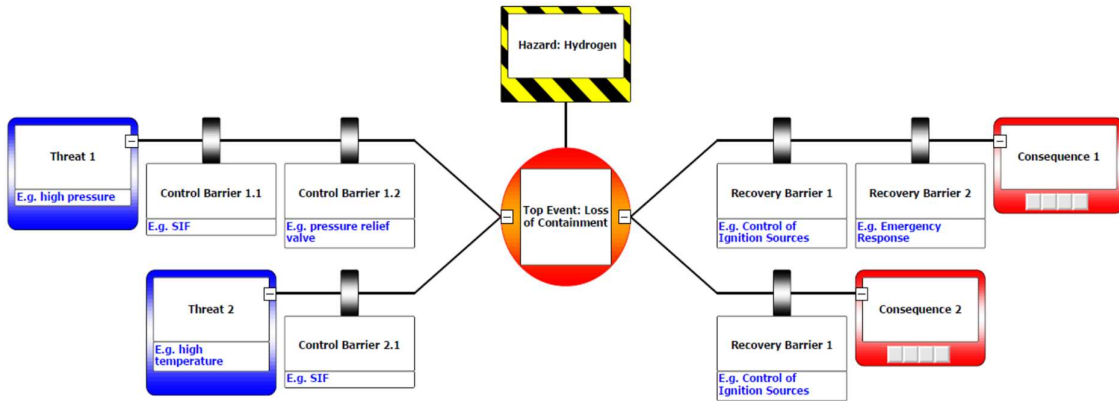 Hazard: Hydrogen
Threat 1
E.g. high pressure
Control Barrier 1.1
E.g. SIF
Control Barrier 1.2
E.g. pressure relief
valve
Top Event: Loss
of Containment
Recovery Barrier 1
E.g. Control of
Ignition Sources
Recovery Barrier 2
E.g. Emergency
Response
Consequence 1
Threat 2
E.g. high
temperature
Control Barrier 2.1
E.g. SIF
Recovery Barrier 1
E.g. Control of
Ignition Sources
Consequence 2